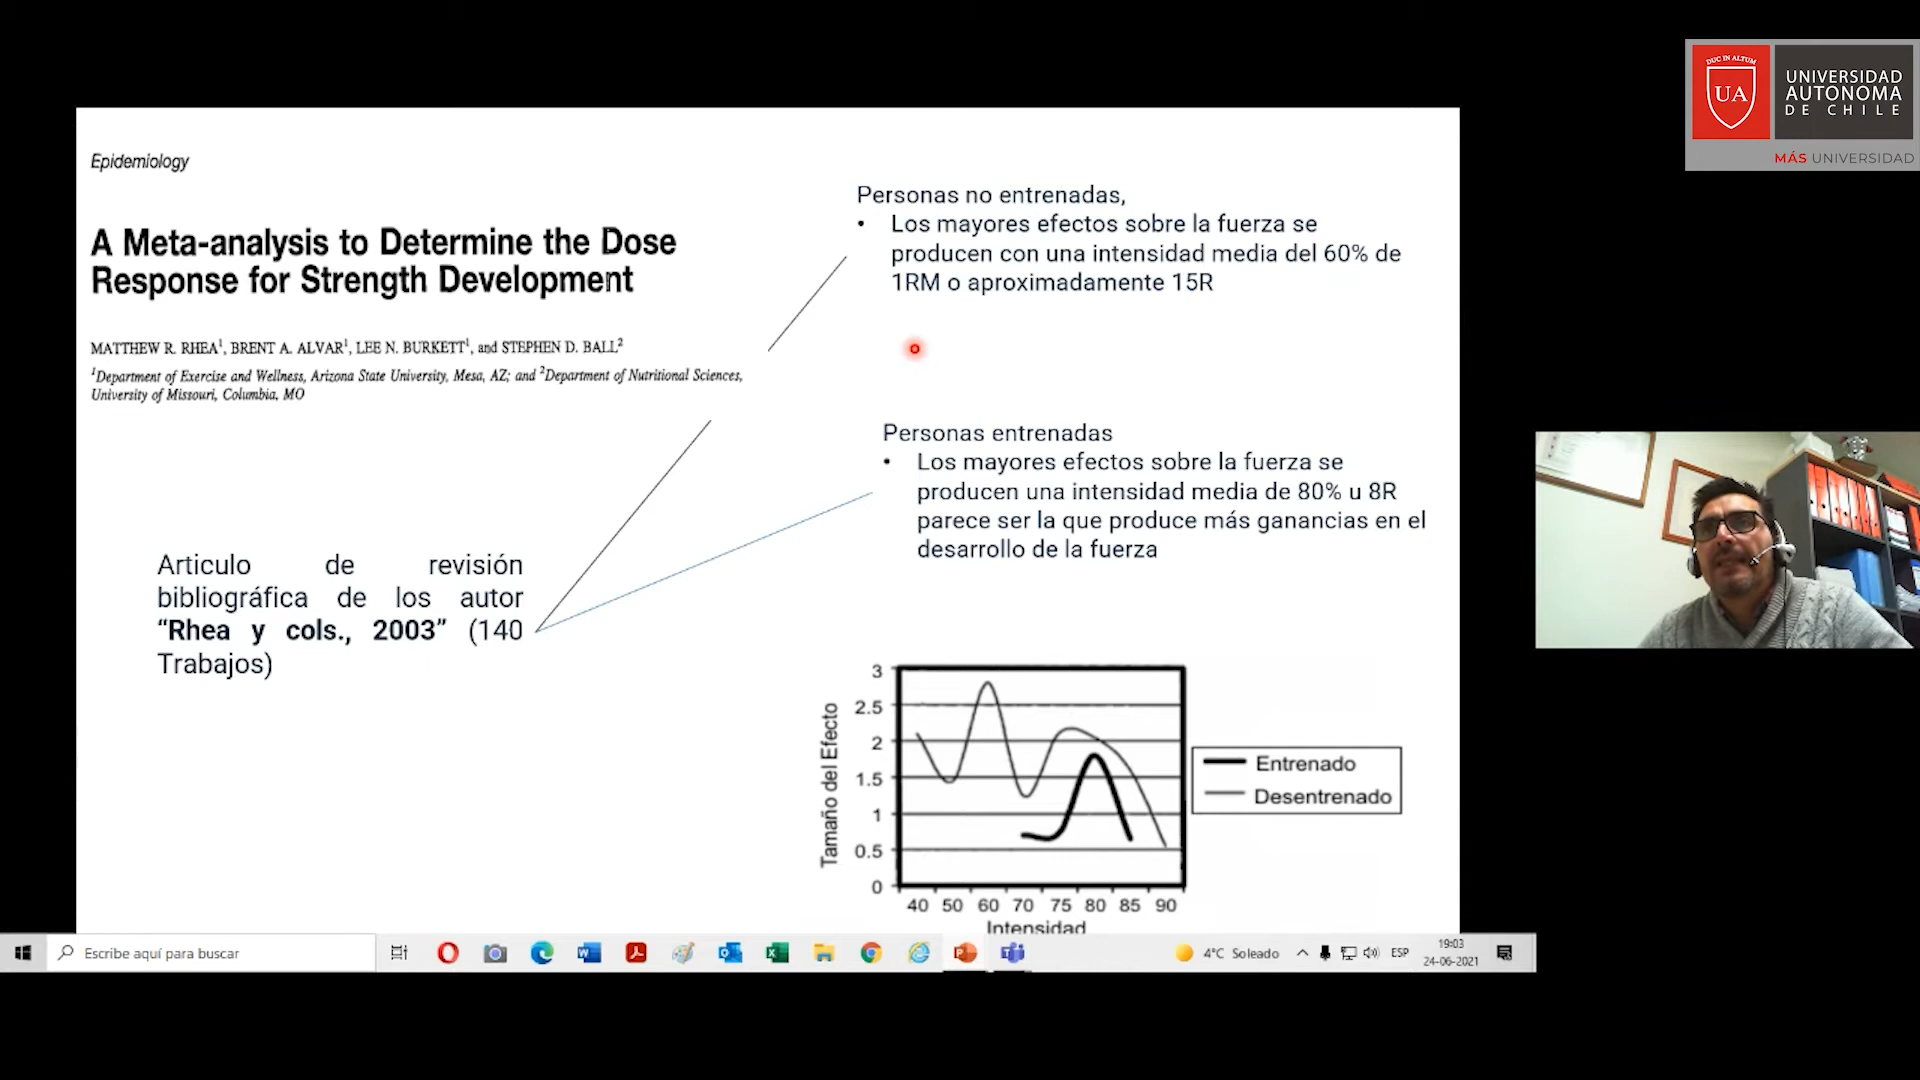 DUC IN ALTUM
UA
UNIVERSIDAD
AUTONOMA
DE CHILE
MÁS UNIVERSIDAD
Epidemiology
A Meta-analysis to Determine the Dose
Response for Strength Development
MATTHEW R. RHEA1, BRENT A. ALVAR1, LEE N. BURKETT1, and STEPHEN D. BALL2
1Department of Exercise and Wellness, Arizona State University, Mesa, AZ; and 2Department of Nutritional Sciences,
University of Missouri, Columbia, MO
Personas no entrenadas,
• Los mayores efectos sobre la fuerza se
producen con una intensidad media del 60% de
1RM o aproximadamente 15R
Personas entrenadas
• Los mayores efectos sobre la fuerza se
producen una intensidad media de 80% u 8R
parece ser la que produce más ganancias en el
desarrollo de la fuerza
Articulo de revisión
bibliográfica de los autor
“Rhea y cols., 2003” (140
Trabajos)
Tamaño del Efecto
3
2.5
2
1.5
1
0.5
0
40 50 60 70 75 80 85 90
Intensidad
Entrenado
Desentrenado
Escribe aquí para buscar
4°C Soleado
ESP
19:03
24-06-2021